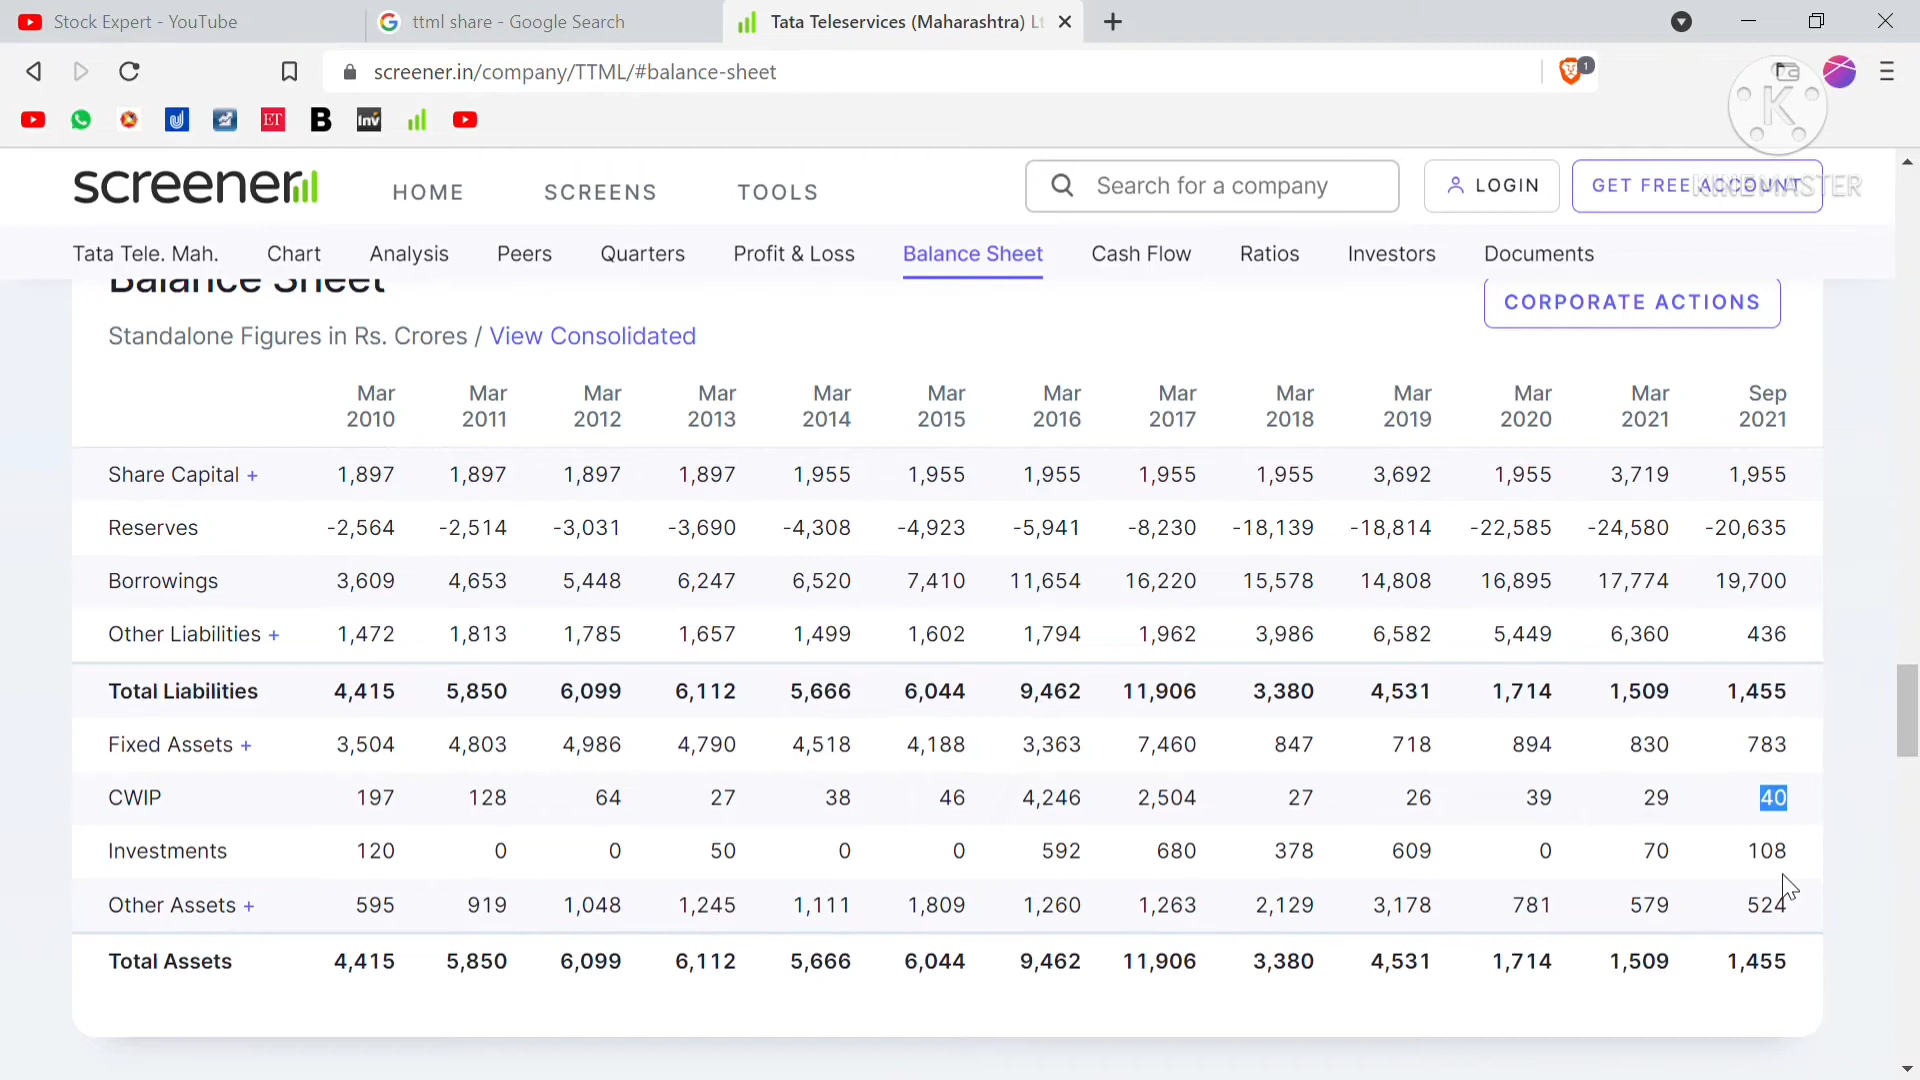 Stock Expert - YouTube
ttml share - Google Search
Tata Teleservices (Maharashtra) Lt
screener.in/company/TTML/#balance-sheet
1
ET
B
Inv
K
KINEMASTER
screener
HOME
SCREENS
TOOLS
Search for a company
LOGIN
GET FREE ACCOUNT
Tata Tele. Mah.
Chart
Analysis
Peers
Quarters
Profit & Loss
Balance Sheet
Cash Flow
Ratios
Investors
Documents
Balance Sheet
CORPORATE ACTIONS
Standalone Figures in Rs. Crores / View Consolidated
Mar 2010 Mar 2011 Mar 2012 Mar 2013 Mar 2014 Mar 2015 Mar 2016 Mar 2017 Mar 2018 Mar 2019 Mar 2020 Mar 2021 Sep 2021
Share Capital + 1,897 1,897 1,897 1,897 1,955 1,955 1,955 1,955 1,955 3,692 1,955 3,719 1,955
Reserves -2,564 -2,514 -3,031 -3,690 -4,308 -4,923 -5,941 -8,230 -18,139 -18,814 -22,585 -24,580 -20,635
Borrowings 3,609 4,653 5,448 6,247 6,520 7,410 11,654 16,220 15,578 14,808 16,895 17,774 19,700
Other Liabilities + 1,472 1,813 1,785 1,657 1,499 1,602 1,794 1,962 3,986 6,582 5,449 6,360 436
Total Liabilities 4,415 5,850 6,099 6,112 5,666 6,044 9,462 11,906 3,380 4,531 1,714 1,509 1,455
Fixed Assets + 3,504 4,803 4,986 4,790 4,518 4,188 3,363 7,460 847 718 894 830 783
CWIP 197 128 64 27 38 46 4,246 2,504 27 26 39 29 40
Investments 120 0 0 50 0 0 592 680 378 609 0 70 108
Other Assets + 595 919 1,048 1,245 1,111 1,809 1,260 1,263 2,129 3,178 781 579 524
Total Assets 4,415 5,850 6,099 6,112 5,666 6,044 9,462 11,906 3,380 4,531 1,714 1,509 1,455